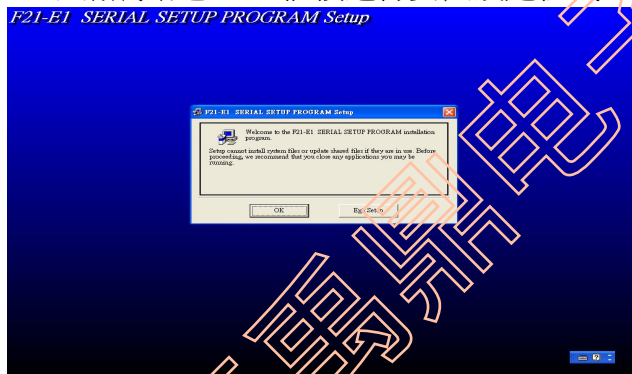 F21-E1 SERIAL SETUP PROGRAM Setup
F21-E1 SERIAL SETUP PROGRAM Setup
Welcome to the F21-E1 SERIAL SETUP PROGRAM installation
program.
Setup cannot install system files or update shared files if they are in use. Before
proceeding, we recommend that you close any applications you may be
running.
OK
Exit Setup